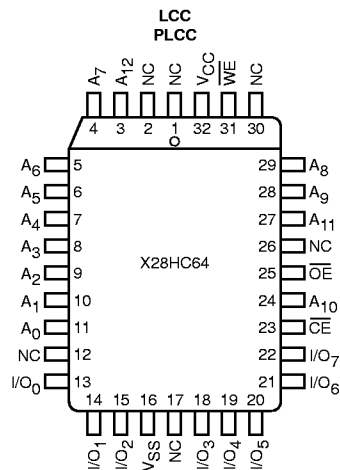 LCC
PLCC
A7 A12 NC NC VCC W̅E̅ NC
4 3 2 1 32 31 30
A6 5 29 A8
A5 6 28 A9
A4 7 27 A11
A3 8 26 NC
A2 9 X28HC64 25 O̅E̅
A1 10 24 A10
A0 11 23 C̅E̅
NC 12 22 I/O7
I/O0 13 21 I/O6
14 15 16 17 18 19 20
I/O1 I/O2 VSS NC I/O3 I/O4 I/O5